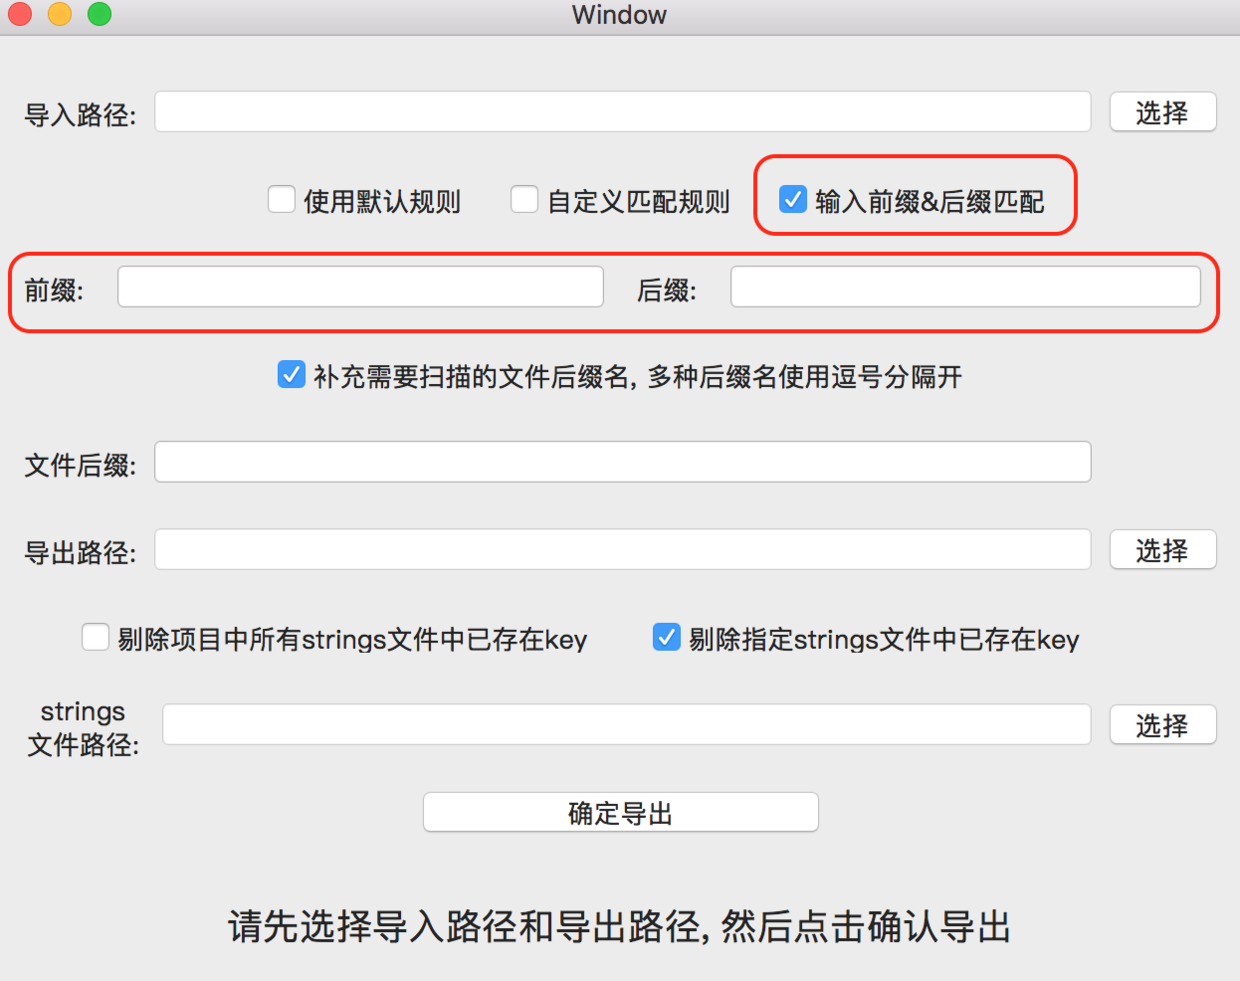 Window
导入路径:
选择
使用默认规则 自定义匹配规则 输入前缀&后缀匹配
前缀: 后缀:
补充需要扫描的文件后缀名, 多种后缀名使用逗号分隔开
文件后缀:
导出路径:
选择
剔除项目中所有strings文件中已存在key 剔除指定strings文件中已存在key
strings
文件路径:
选择
确定导出
请先选择导入路径和导出路径, 然后点击确认导出